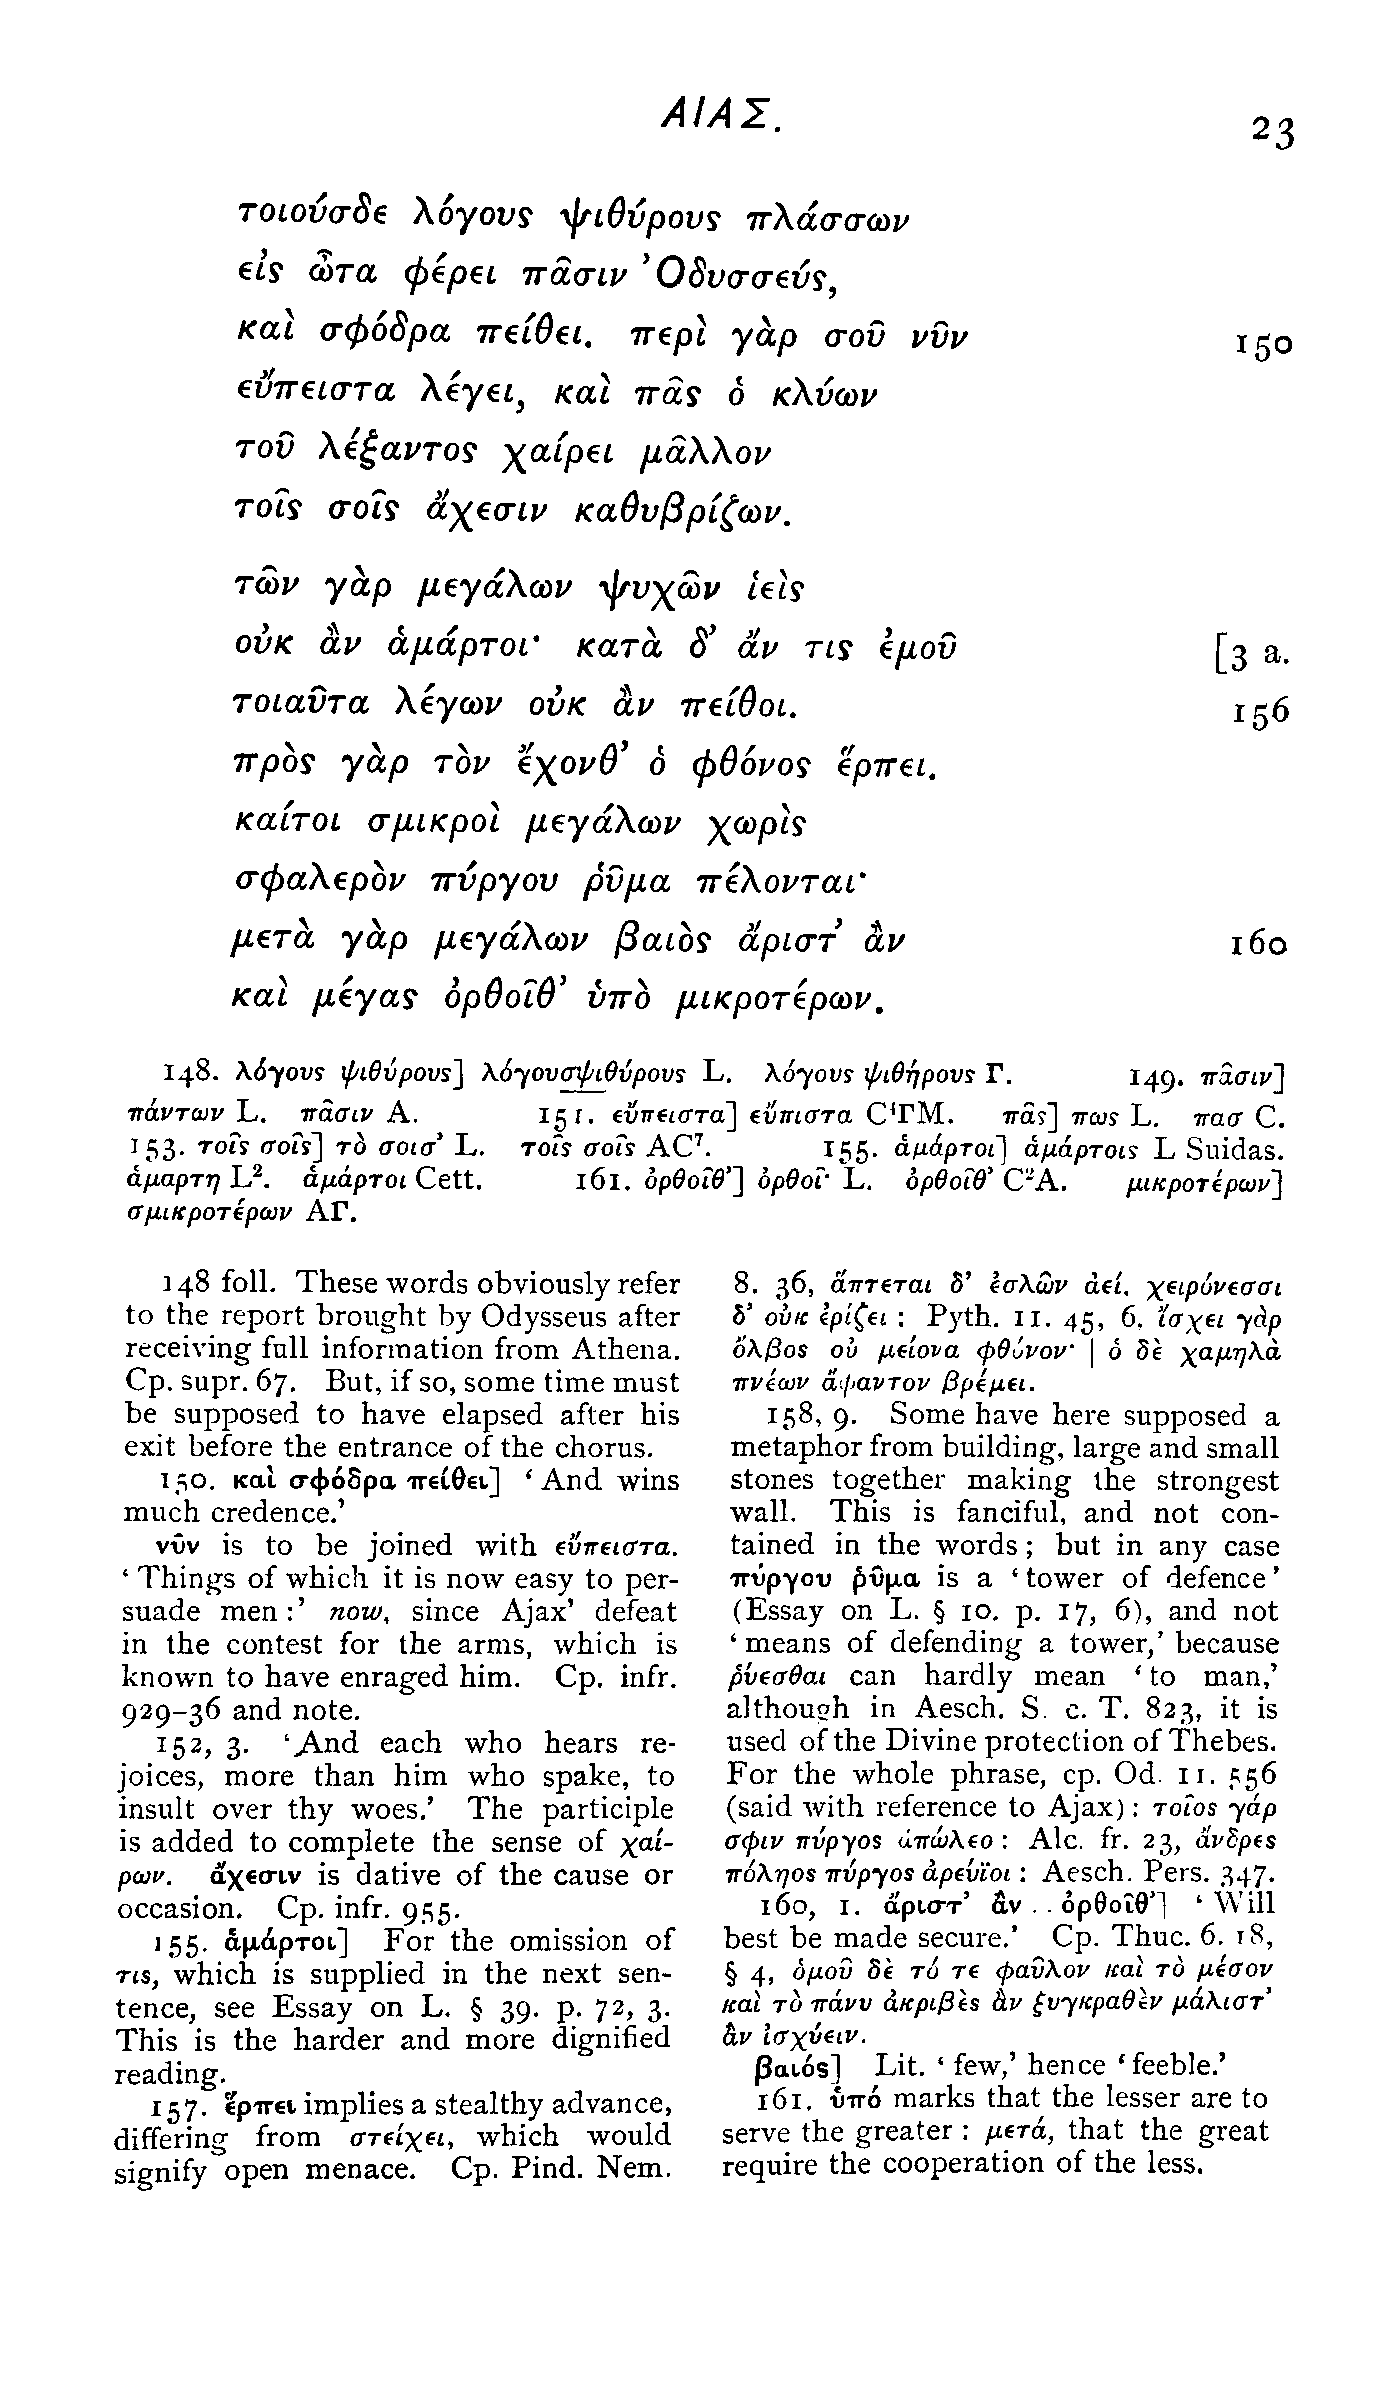 ΑΙΑΣ.
23
τοιούσδε λόγους ψιθύρους πλάσσων
εἰς ὦτα φέρει πᾶσιν Ὀδυσσεύς,
καὶ σφόδρα πείθει. περὶ γὰρ σοῦ νῦν 150
εὔπειστα λέγει, καὶ πᾶς ὁ κλύων
τοῦ λέξαντος χαίρει μᾶλλον
τοῖς σοῖς ἄχεσιν καθυβρίζων.
τῶν γὰρ μεγάλων ψυχῶν ἱεὶς
οὐκ ἂν ἁμάρτοι· κατὰ δ' ἄν τις ἐμοῦ [3 a.
τοιαῦτα λέγων οὐκ ἂν πείθοι. 156
πρὸς γὰρ τὸν ἔχονθ' ὁ φθόνος ἕρπει.
καίτοι σμικροὶ μεγάλων χωρὶς
σφαλερὸν πύργου ῥῦμα πέλονται·
μετὰ γὰρ μεγάλων βαιὸς ἄριστ' ἂν 160
καὶ μέγας ὀρθοῖθ' ὑπὸ μικροτέρων.
148. λόγους ψιθύρους] λόγουσψιθύρους L. λόγους ψιθήρους Γ. 149. πᾶσιν]
πάντων L. πᾶσιν A. 151. εὔπειστα] εὔπιστα C⁴ΓM. πᾶς] πως L. πασ C.
153. τοῖς σοῖς] τὸ σοισ' L. τοῖς σοῖς AC⁷. 155. ἁμάρτοι] ἁμάρτοις L Suidas.
ἁμαρτη L². ἁμάρτοι Cett. 161. ὀρθοῖθ'] ὀρθοῖ· L. ὀρθοῖθ' C²A. μικροτέρων]
σμικροτέρων ΑΓ.
148 foll. These words obviously refer
to the report brought by Odysseus after
receiving full information from Athena.
Cp. supr. 67. But, if so, some time must
be supposed to have elapsed after his
exit before the entrance of the chorus.
150. καὶ σφόδρα πείθει] 'And wins
much credence.'
νῦν is to be joined with εὔπειστα.
'Things of which it is now easy to per-
suade men:' now, since Ajax' defeat
in the contest for the arms, which is
known to have enraged him. Cp. infr.
929-36 and note.
152, 3. 'And each who hears re-
joices, more than him who spake, to
insult over thy woes.' The participle
is added to complete the sense of χαί-
ρων. ἄχεσιν is dative of the cause or
occasion. Cp. infr. 955.
155. ἁμάρτοι] For the omission of
τις, which is supplied in the next sen-
tence, see Essay on L. § 39. p. 72, 3.
This is the harder and more dignified
reading.
157. ἕρπει implies a stealthy advance,
differing from στείχει, which would
signify open menace. Cp. Pind. Nem.
8. 36, ἅπτεται δ' ἐσλῶν ἀεί, χειρόνεσσι
δ' οὐκ ἐρίζει: Pyth. 11. 45, 6, ἴσχει γὰρ
ὄλβος οὐ μείονα φθόνον· | ὁ δὲ χαμηλὰ
πνέων ἄφαντον βρέμει.
158, 9. Some have here supposed a
metaphor from building, large and small
stones together making the strongest
wall. This is fanciful, and not con-
tained in the words; but in any case
πύργου ῥῦμα is a 'tower of defence'
(Essay on L. § 10. p. 17, 6), and not
'means of defending a tower,' because
ῥύεσθαι can hardly mean 'to man,'
although in Aesch. S. c. T. 823, it is
used of the Divine protection of Thebes.
For the whole phrase, cp. Od. 11. 556
(said with reference to Ajax): τοῖος γάρ
σφιν πύργος ἀπώλεο: Alc. fr. 23, ἄνδρες
πόληος πύργος ἀρεύϊοι: Aesch. Pers. 347.
160, 1. ἄριστ' ἂν . . ὀρθοῖθ'] 'Will
best be made secure.' Cp. Thuc. 6. 18,
§ 4, ὁμοῦ δὲ τό τε φαῦλον καὶ τὸ μέσον
καὶ τὸ πάνυ ἀκριβὲς ἂν ξυγκραθὲν μάλιστ'
ἂν ἰσχύειν.
βαιός] Lit. 'few,' hence 'feeble.'
161. ὑπό marks that the lesser are to
serve the greater: μετά, that the great
require the cooperation of the less.